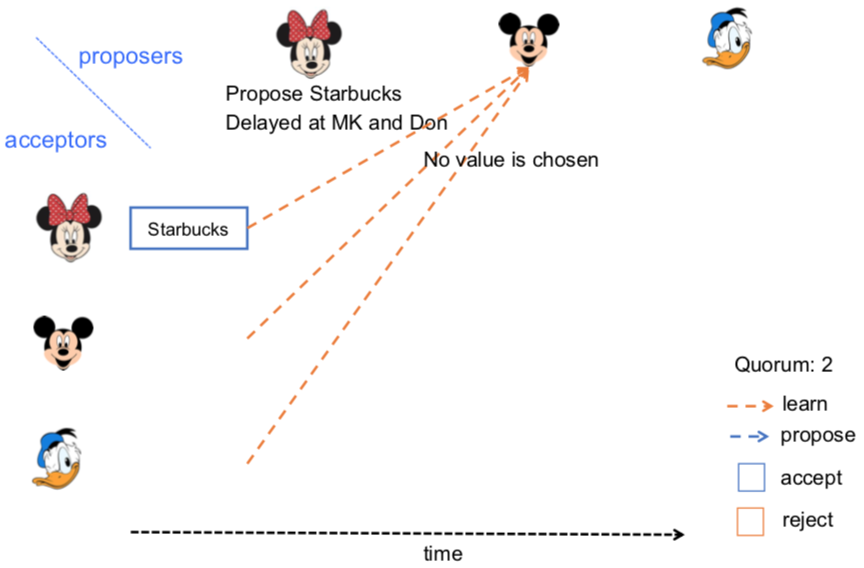 proposers
acceptors
Propose Starbucks
Delayed at MK and Don
No value is chosen
Starbucks
Quorum: 2
learn
propose
accept
reject
time